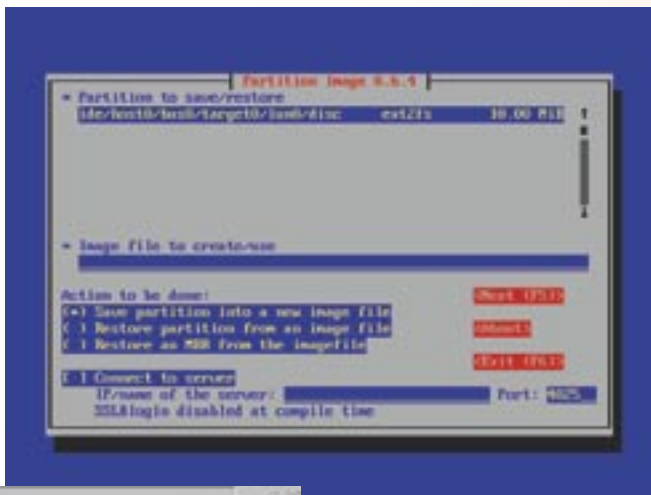 Partition Image 0.6.4
* Partition to save/restore
ide/host0/bus0/target0/lun0/disc ext2fs 10.00 MiB
* Image file to create/use
Action to be done:
(*) Save partition into a new image file
( ) Restore partition from an image file
( ) Restore an MBR from the imagefile
<Next (F5)>
<About>
<Exit (F6)>
[ ] Connect to server
IP/name of the server: Port: 4025
SSL&login disabled at compile time